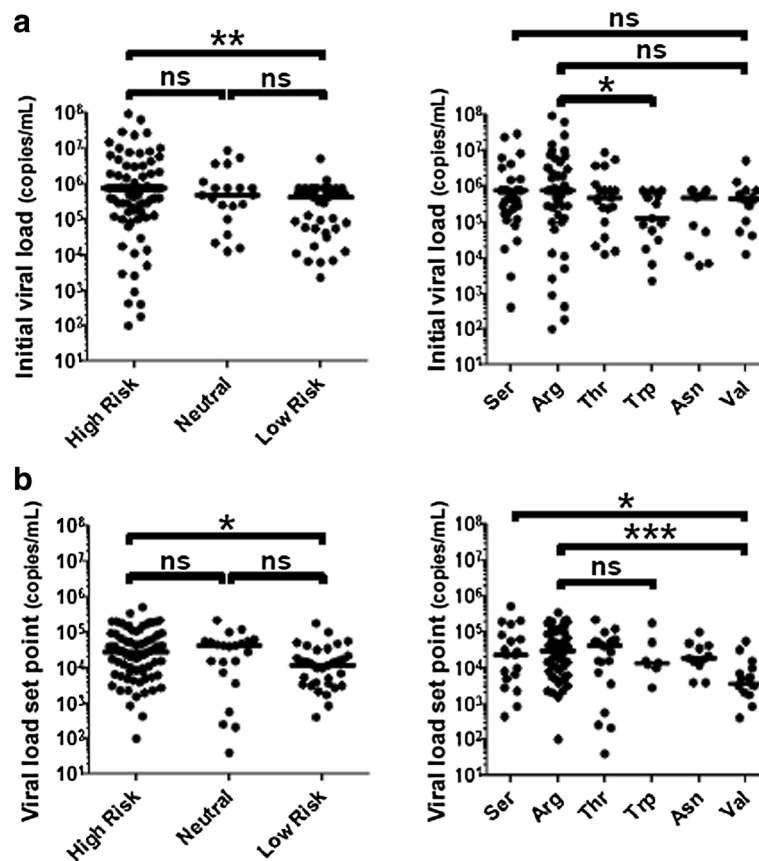 a
**
ns ns
Initial viral load (copies/mL)
10⁸
10⁷
10⁶
10⁵
10⁴
10³
10²
10¹
High Risk Neutral Low Risk
ns
ns
*
Initial viral load (copies/mL)
10⁸
10⁷
10⁶
10⁵
10⁴
10³
10²
10¹
Ser Arg Thr Trp Asn Val
b
*
ns ns
Viral load set point (copies/mL)
10⁸
10⁷
10⁶
10⁵
10⁴
10³
10²
10¹
High Risk Neutral Low Risk
*
***
ns
Viral load set point (copies/mL)
10⁸
10⁷
10⁶
10⁵
10⁴
10³
10²
10¹
Ser Arg Thr Trp Asn Val